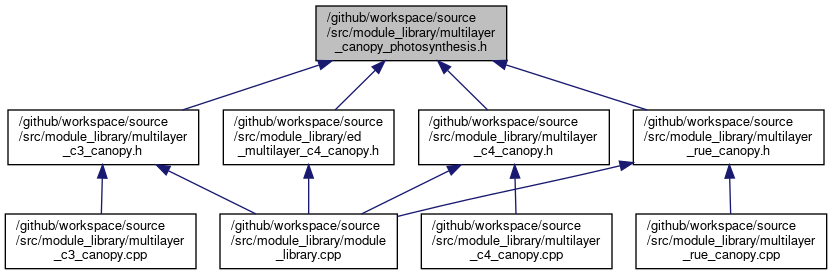 /github/workspace/source
/src/module_library/multilayer
_canopy_photosynthesis.h
/github/workspace/source
/src/module_library/multilayer
_c3_canopy.h
/github/workspace/source
/src/module_library/ed
_multilayer_c4_canopy.h
/github/workspace/source
/src/module_library/multilayer
_c4_canopy.h
/github/workspace/source
/src/module_library/multilayer
_rue_canopy.h
/github/workspace/source
/src/module_library/multilayer
_c3_canopy.cpp
/github/workspace/source
/src/module_library/module
_library.cpp
/github/workspace/source
/src/module_library/multilayer
_c4_canopy.cpp
/github/workspace/source
/src/module_library/multilayer
_rue_canopy.cpp